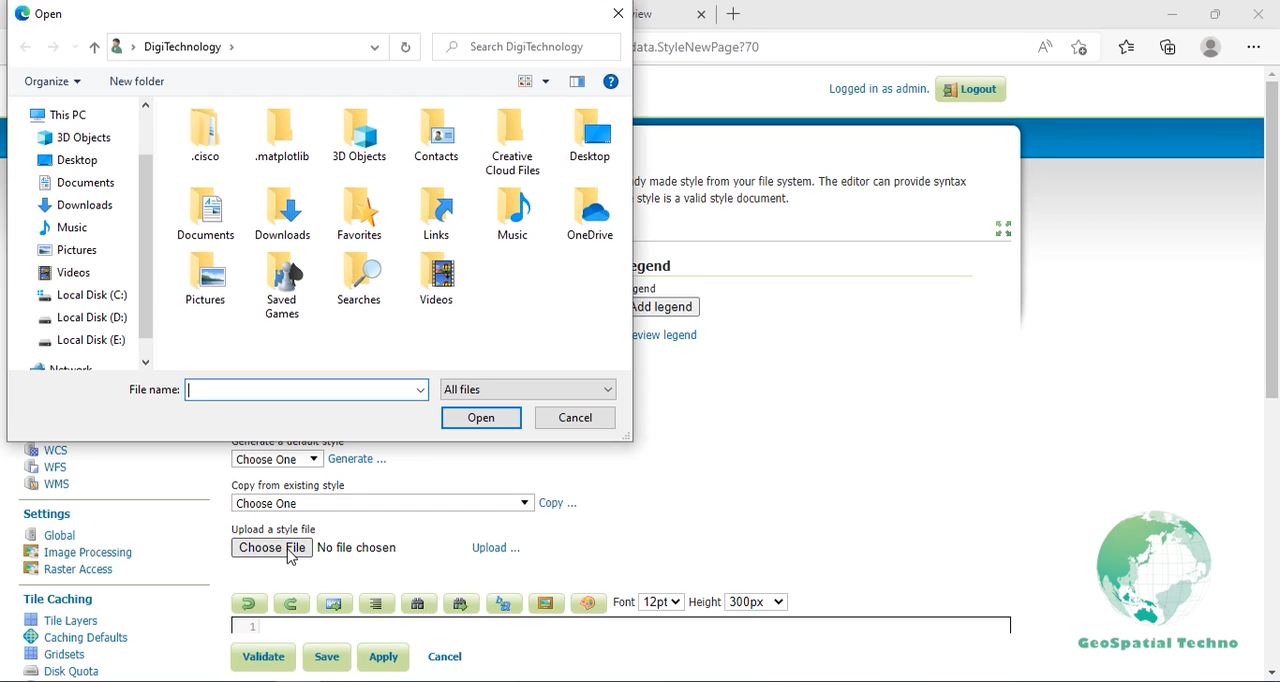 Open
view
DigiTechnology
Search DigiTechnology
data.StyleNewPage?70
Organize
New folder
Logged in as admin.
Logout
This PC
3D Objects
Desktop
Documents
Downloads
Music
Pictures
Videos
Local Disk (C:)
Local Disk (D:)
Local Disk (E:)
Network
.cisco
.matplotlib
3D Objects
Contacts
Creative
Cloud Files
Desktop
Documents
Downloads
Favorites
Links
Music
OneDrive
Pictures
Saved
Games
Searches
Videos
dy made style from your file system. The editor can provide syntax
style is a valid style document.
egend
gend
Add legend
eview legend
File name:
All files
Open
Cancel
WCS
WFS
WMS
Settings
Global
Image Processing
Raster Access
Tile Caching
Tile Layers
Caching Defaults
Gridsets
Disk Quota
Generate a default style
Choose One
Generate ...
Copy from existing style
Choose One
Copy ...
Upload a style file
Choose File
No file chosen
Upload ...
Font 12pt Height 300px
1
Validate
Save
Apply
Cancel
GeoSpatial Techno